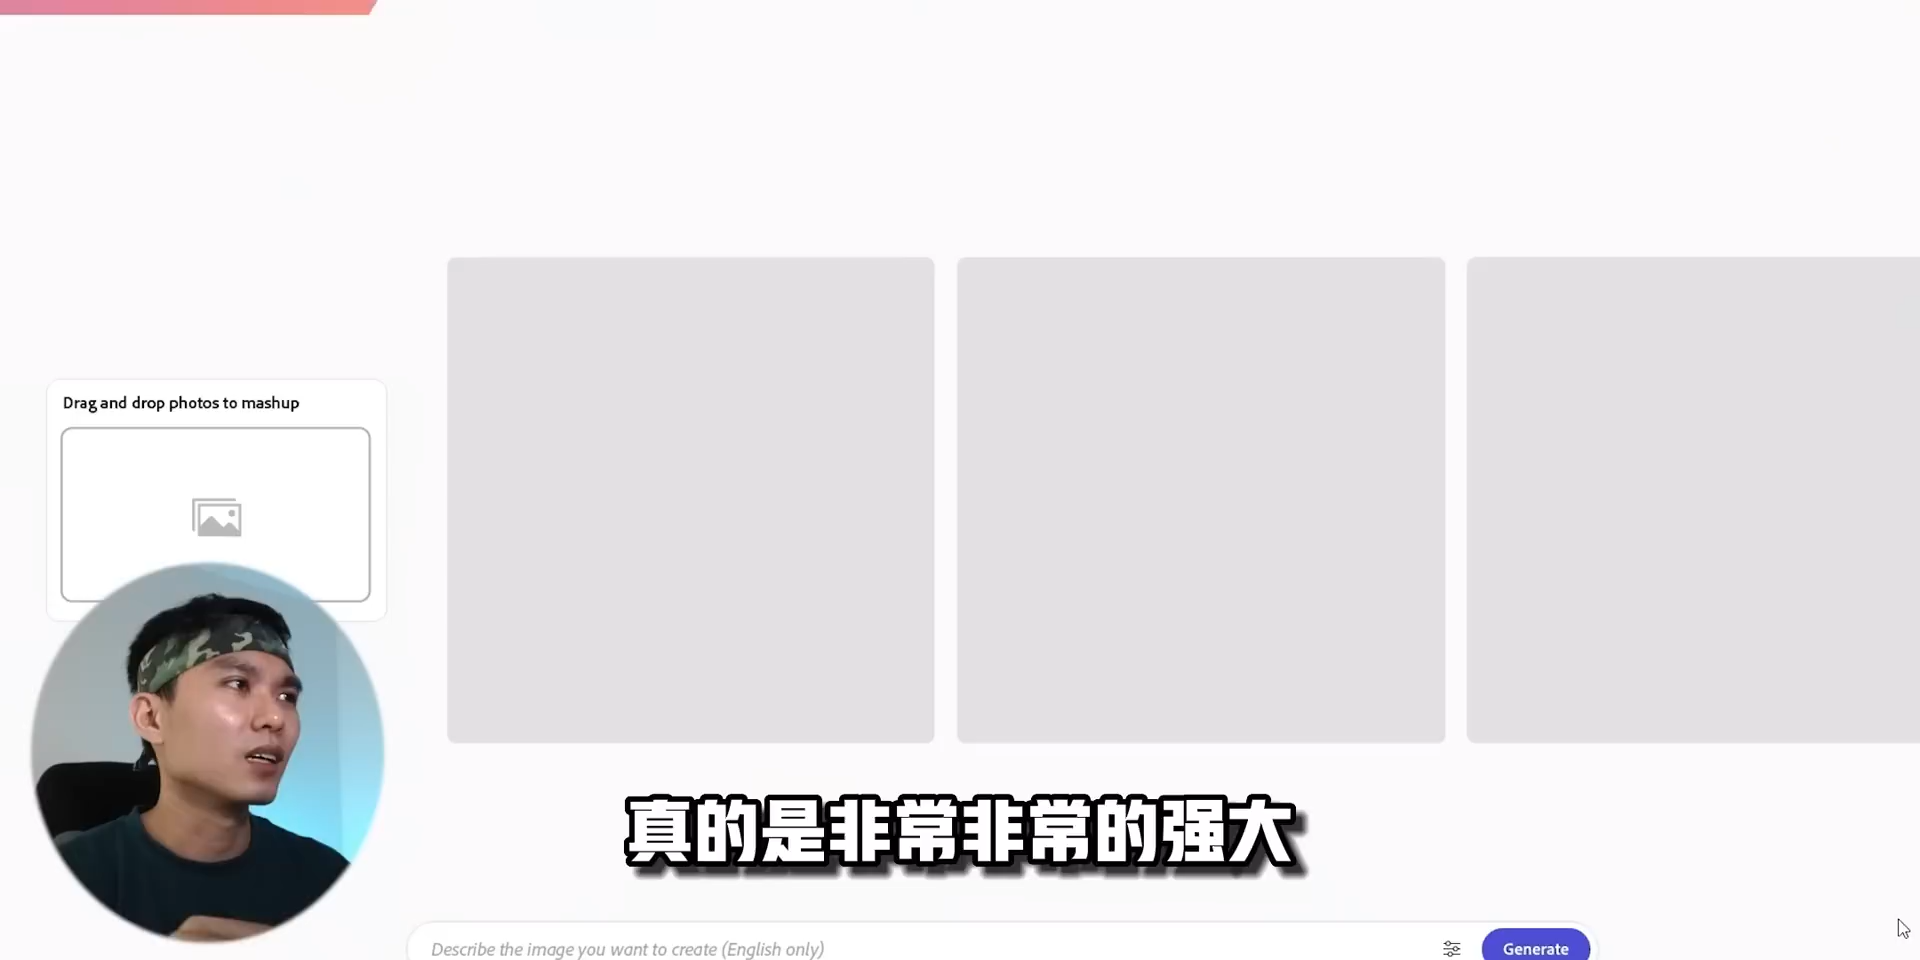 Drag and drop photos to mashup
真的是非常非常的强大
Describe the image you want to create (English only)
Generate